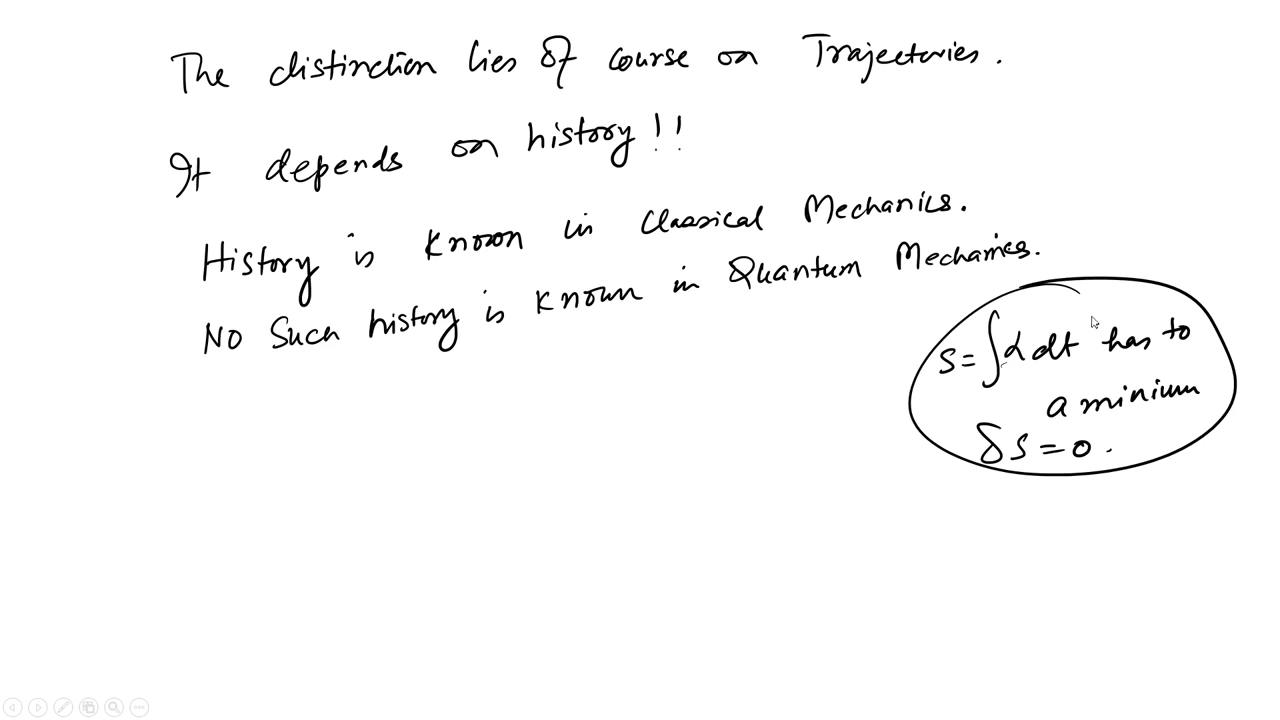 The distinction lies of course on Trajectories.
It depends on history!!
History is known in Classical Mechanics.
No Such history is known in Quantum Mechanics.
S = ∫ L dt has to
a minium
δS = 0.